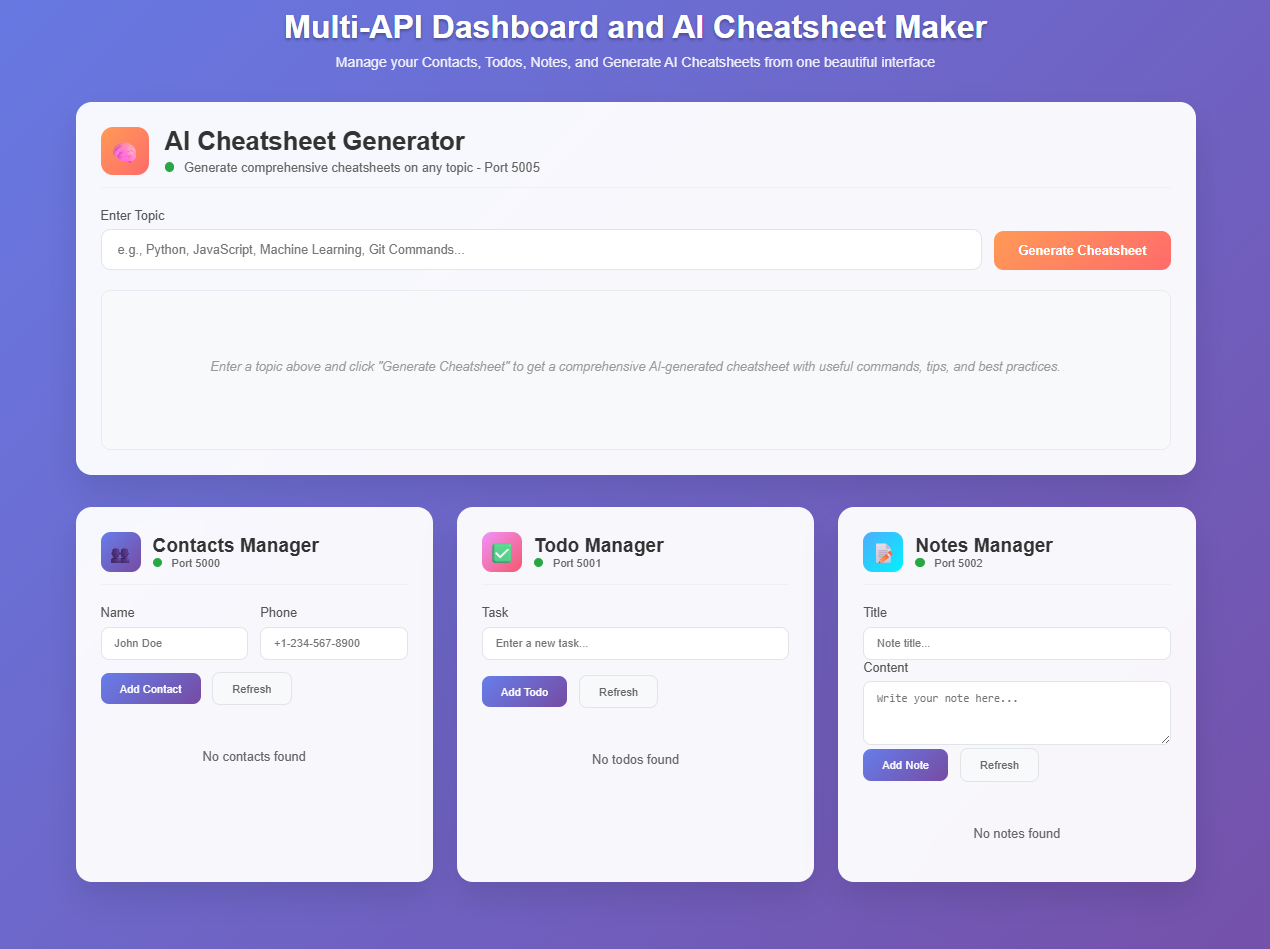 Multi-API Dashboard and AI Cheatsheet Maker
Manage your Contacts, Todos, Notes, and Generate AI Cheatsheets from one beautiful interface
AI Cheatsheet Generator
Generate comprehensive cheatsheets on any topic - Port 5005
Enter Topic
e.g., Python, JavaScript, Machine Learning, Git Commands...
Generate Cheatsheet
Enter a topic above and click "Generate Cheatsheet" to get a comprehensive AI-generated cheatsheet with useful commands, tips, and best practices.
Contacts Manager
Port 5000
Name
Phone
John Doe
+1-234-567-8900
Add Contact
Refresh
No contacts found
Todo Manager
Port 5001
Task
Enter a new task...
Add Todo
Refresh
No todos found
Notes Manager
Port 5002
Title
Note title...
Content
Write your note here...
Add Note
Refresh
No notes found